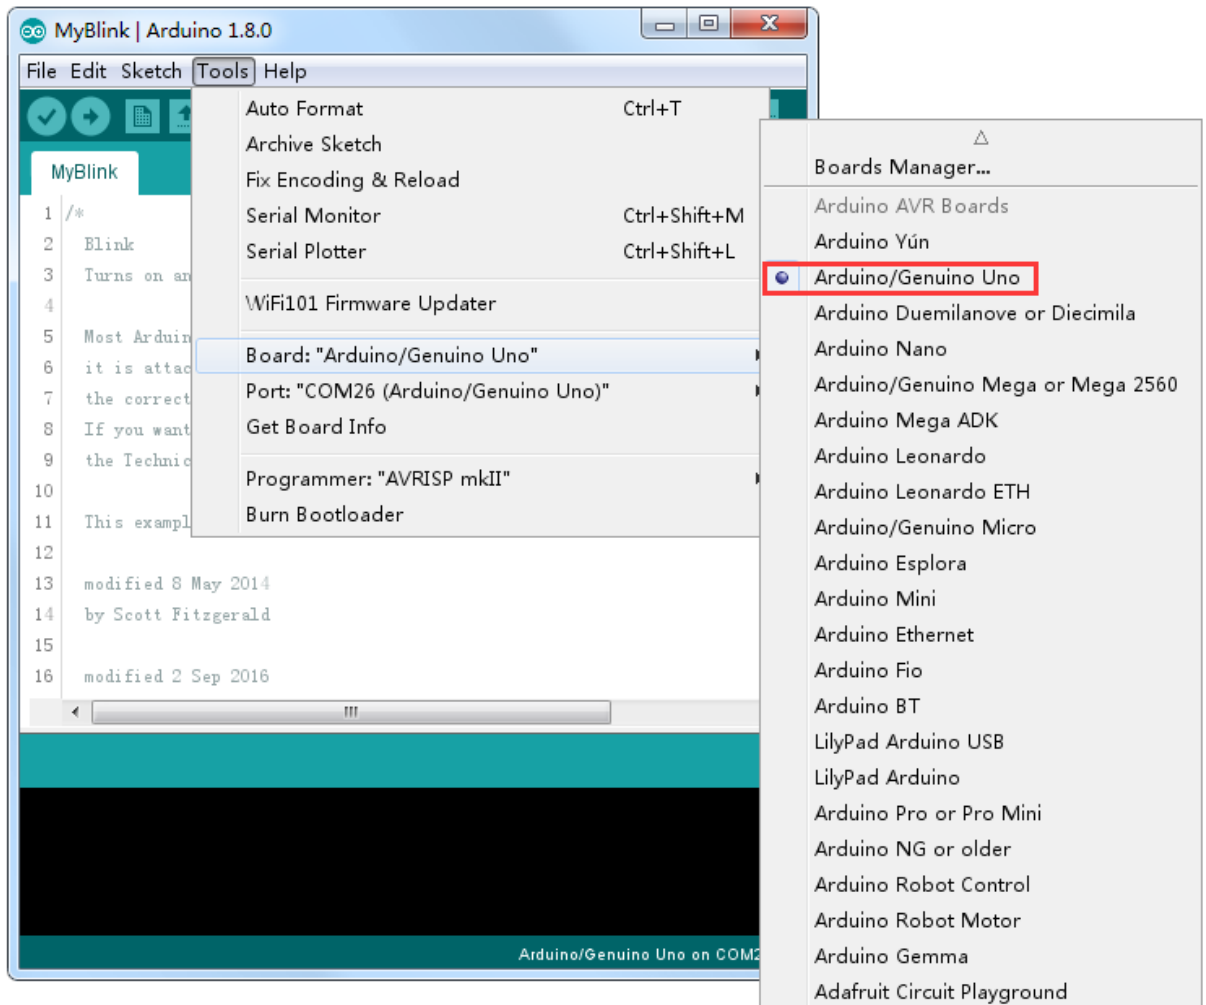 MyBlink | Arduino 1.8.0
File Edit Sketch Tools Help
Auto Format Ctrl+T
Archive Sketch
Fix Encoding & Reload
Serial Monitor Ctrl+Shift+M
Serial Plotter Ctrl+Shift+L
WiFi101 Firmware Updater
Board: "Arduino/Genuino Uno"
Port: "COM26 (Arduino/Genuino Uno)"
Get Board Info
Programmer: "AVRISP mkII"
Burn Bootloader
Boards Manager...
Arduino AVR Boards
Arduino Yún
Arduino/Genuino Uno
Arduino Duemilanove or Diecimila
Arduino Nano
Arduino/Genuino Mega or Mega 2560
Arduino Mega ADK
Arduino Leonardo
Arduino Leonardo ETH
Arduino/Genuino Micro
Arduino Esplora
Arduino Mini
Arduino Ethernet
Arduino Fio
Arduino BT
LilyPad Arduino USB
LilyPad Arduino
Arduino Pro or Pro Mini
Arduino NG or older
Arduino Robot Control
Arduino Robot Motor
Arduino Gemma
Adafruit Circuit Playground
MyBlink
1 /*
2 Blink
3 Turns on an
4
5 Most Arduin
6 it is attac
7 the correct
8 If you want
9 the Technic
10
11 This exampl
12
13 modified 8 May 2014
14 by Scott Fitzgerald
15
16 modified 2 Sep 2016
Arduino/Genuino Uno on COM2